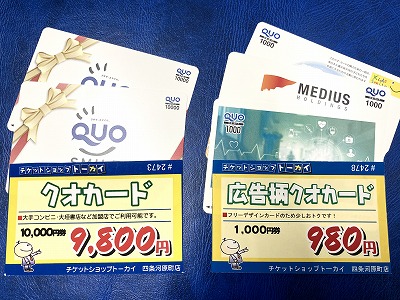 QUO
1000
QUO
SMILE
チケットショップ トーカイ
#2473
クオカード
■大手コンビニ・大垣書店など加盟店でご利用可能です。
10,000円券
9,800円
チケットショップトーカイ 四条河原町店
QUO
1000
MEDIUS
HOLDINGS
QUO
1000
QUO
1000
チケットショップ トーカイ
#2478
広告柄クオカード
■フリーデザインカードのため少しおトクです!
1,000円券
980円
チケットショップトーカイ 四条河原町店